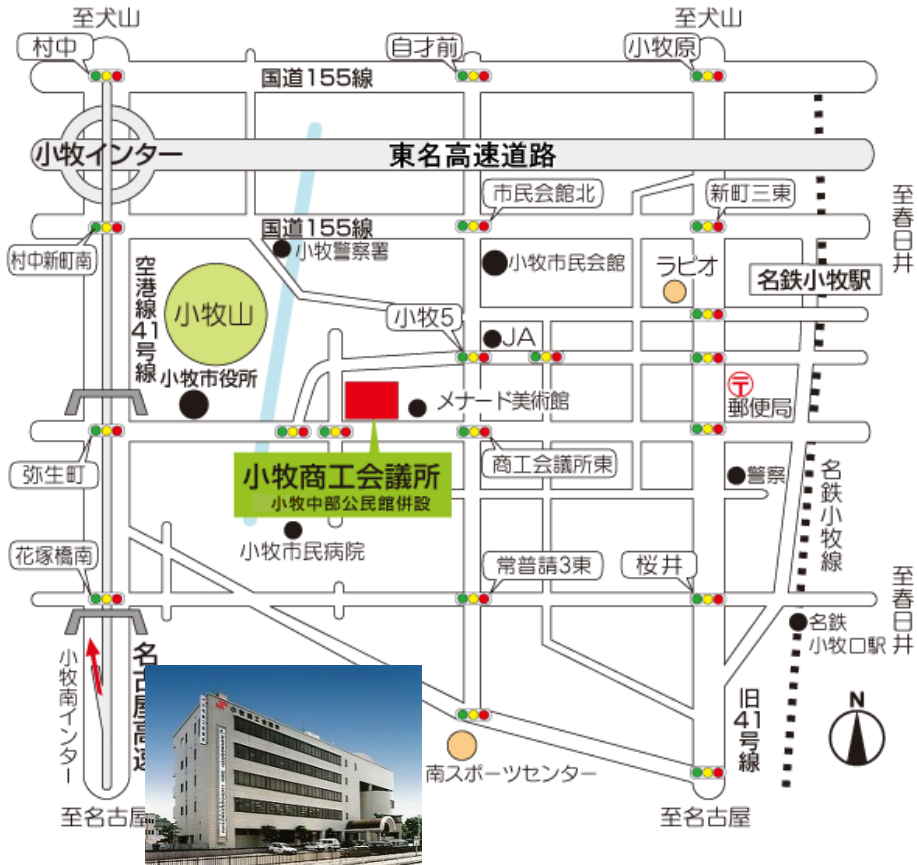 至犬山
至犬山
村中
自才前
小牧原
国道155線
小牧インター
東名高速道路
市民会館北
新町三東
至春日井
国道155線
村中新町南
小牧警察署
小牧市民会館
ラピオ
名鉄小牧駅
空港線41号線
小牧山
小牧5
JA
小牧市役所
メナード美術館
〒
郵便局
弥生町
小牧商工会議所
小牧中部公民館併設
商工会議所東
警察
名鉄小牧線
小牧市民病院
花塚橋南
常普請3東
桜井
至春日井
名鉄
小牧口駅
小牧南インター
名古屋高速
小牧商工会議所
旧41号線
N
南スポーツセンター
至名古屋
至名古屋